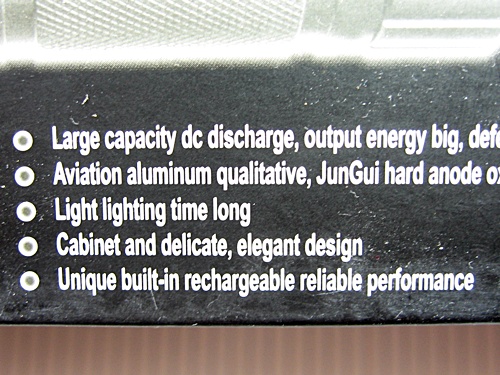 Large capacity dc discharge, output energy big,
Aviation aluminum qualitative, JunGui hard anode
Light lighting time long
Cabinet and delicate, elegant design
Unique built-in rechargeable reliable performance